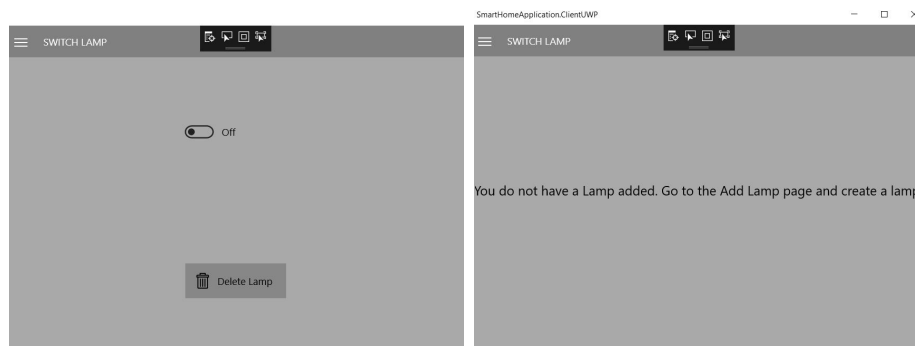 SWITCH LAMP
Off
Delete Lamp
SmartHomeApplication.ClientUWP
SWITCH LAMP
You do not have a Lamp added. Go to the Add Lamp page and create a lamp